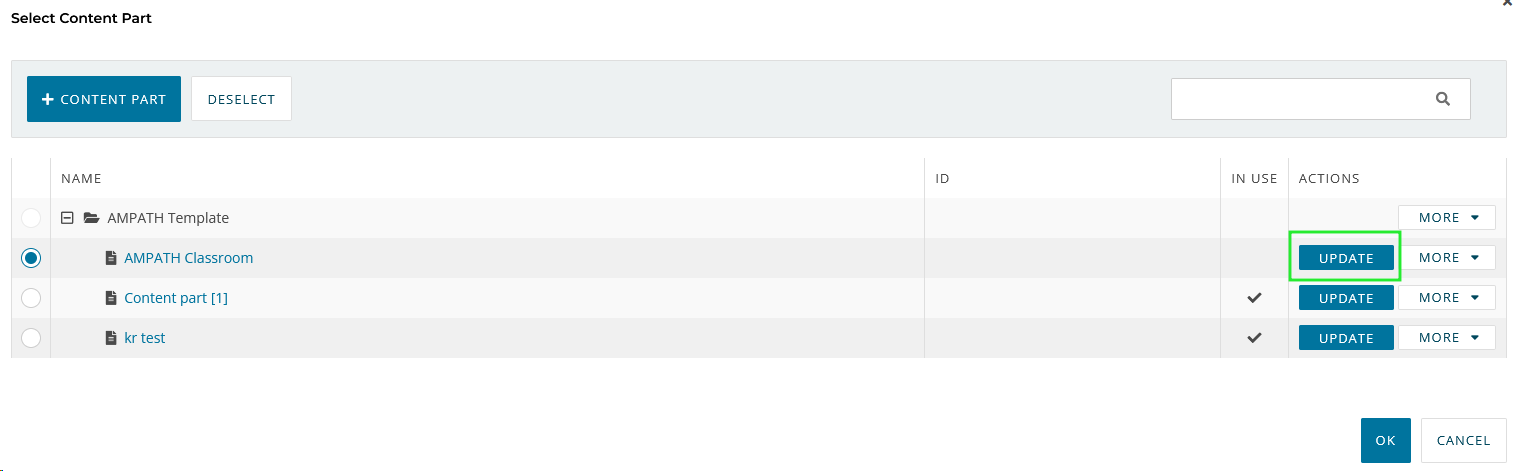 Select Content Part
+ CONTENT PART DESELECT
NAME ID IN USE ACTIONS
AMPATH Template MORE
AMPATH Classroom UPDATE MORE
Content part [1] UPDATE MORE
kr test UPDATE MORE
OK CANCEL